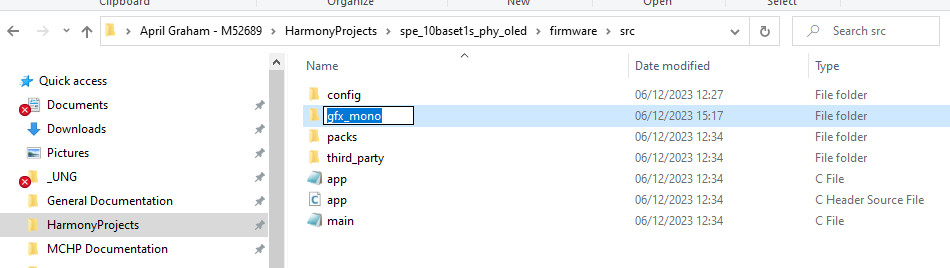 Clipboard Organize New Open Select
April Graham - M52689 HarmonyProjects spe_10baset1s_phy_oled firmware src Search src
Name Date modified Type
Quick access
Documents
Downloads
Pictures
_UNG
General Documentation
HarmonyProjects
MCHP Documentation
config 06/12/2023 12:27 File folder
gfx_mono 06/12/2023 15:17 File folder
packs 06/12/2023 12:34 File folder
third_party 06/12/2023 12:34 File folder
app 06/12/2023 12:34 C File
app 06/12/2023 12:34 C Header Source File
main 06/12/2023 12:34 C File